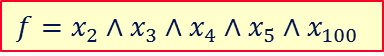 f = x₂ ∧ x₃ ∧ x₄ ∧ x₅ ∧ x₁₀₀